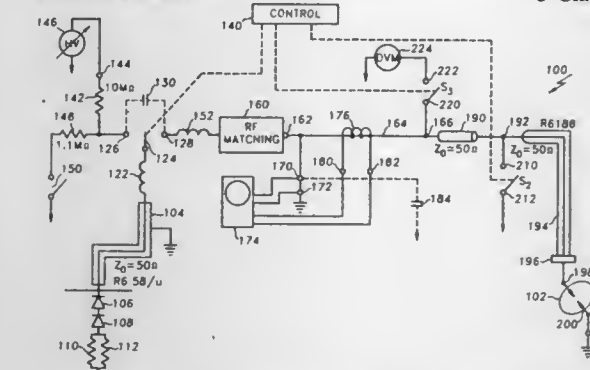 146
HV
144
10MΩ
142
148
1.1MΩ
150
126
130
124
128
122
104
Z₀=50Ω
R6 58/u
106
108
110
112
CONTROL
140
152
160
RF
MATCHING
162
170
172
174
176
164
180
182
184
DVM
224
222
S₃
220
166
190
Z₀=50Ω
192
R6188
Z₀=50Ω
210
S₂
212
194
196
198
102
200
100